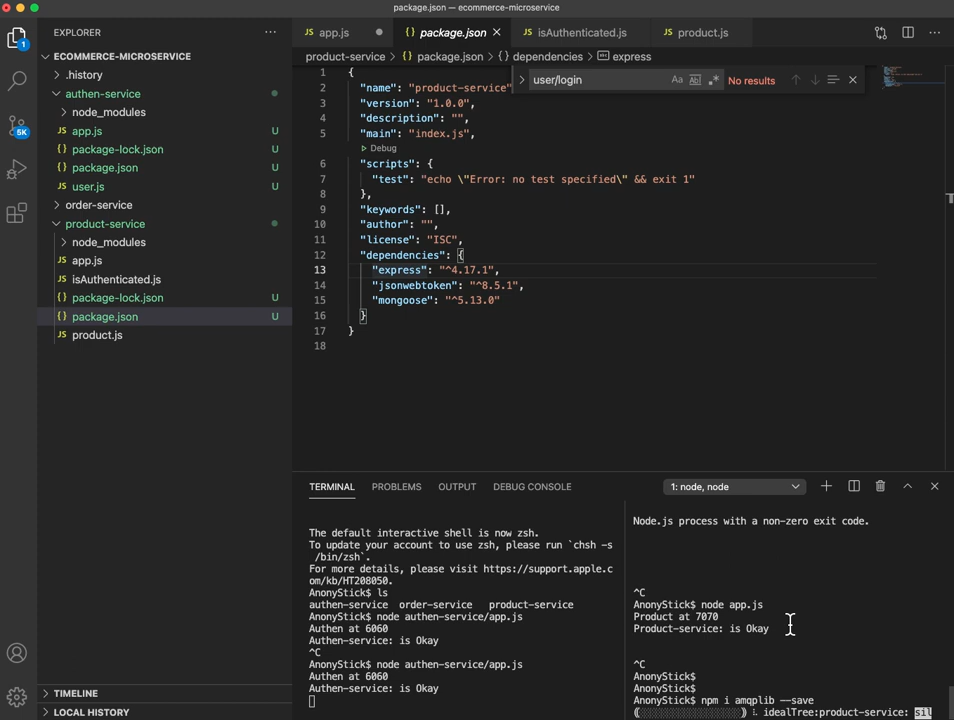 package.json — ecommerce-microservice
EXPLORER
ECOMMERCE-MICROSERVICE
.history
authen-service
node_modules
JS app.js U
{} package-lock.json U
{} package.json U
JS user.js U
order-service
product-service
node_modules
JS app.js
JS isAuthenticated.js
{} package-lock.json U
{} package.json U
JS product.js
TIMELINE
LOCAL HISTORY
1
5K
JS app.js
{} package.json
JS isAuthenticated.js
JS product.js
product-service > {} package.json > {} dependencies > express
user/login
Aa ab .* No results
1 {
2 "name": "product-service"
3 "version": "1.0.0",
4 "description": "",
5 "main": "index.js",
Debug
6 "scripts": {
7 "test": "echo \"Error: no test specified\" && exit 1"
8 },
9 "keywords": [],
10 "author": "",
11 "license": "ISC",
12 "dependencies": {
13 "express": "^4.17.1",
14 "jsonwebtoken": "^8.5.1",
15 "mongoose": "^5.13.0"
16 }
17 }
18
TERMINAL PROBLEMS OUTPUT DEBUG CONSOLE
1: node, node
The default interactive shell is now zsh.
To update your account to use zsh, please run `chsh -s
/bin/zsh`.
For more details, please visit https://support.apple.c
om/kb/HT208050.
AnonyStick$ ls
authen-service order-service product-service
AnonyStick$ node authen-service/app.js
Authen at 6060
Authen-service: is Okay
^C
AnonyStick$ node authen-service/app.js
Authen at 6060
Authen-service: is Okay
Node.js process with a non-zero exit code.
^C
AnonyStick$ node app.js
Product at 7070
Product-service: is Okay
^C
AnonyStick$
AnonyStick$
AnonyStick$ npm i amqplib --save
idealTree:product-service: sil